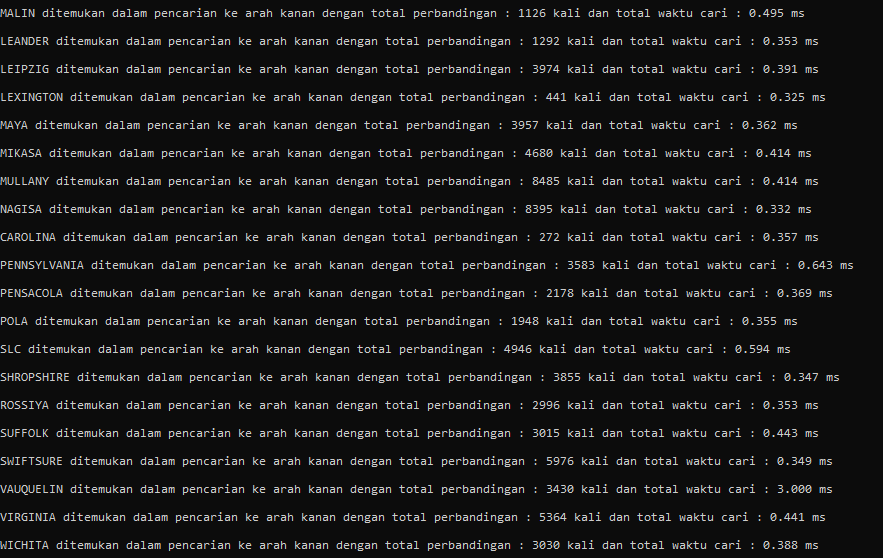 MALIN ditemukan dalam pencarian ke arah kanan dengan total perbandingan : 1126 kali dan total waktu cari : 0.495 ms
LEANDER ditemukan dalam pencarian ke arah kanan dengan total perbandingan : 1292 kali dan total waktu cari : 0.353 ms
LEIPZIG ditemukan dalam pencarian ke arah kanan dengan total perbandingan : 3974 kali dan total waktu cari : 0.391 ms
LEXINGTON ditemukan dalam pencarian ke arah kanan dengan total perbandingan : 441 kali dan total waktu cari : 0.325 ms
MAYA ditemukan dalam pencarian ke arah kanan dengan total perbandingan : 3957 kali dan total waktu cari : 0.362 ms
MIKASA ditemukan dalam pencarian ke arah kanan dengan total perbandingan : 4680 kali dan total waktu cari : 0.414 ms
MULLANY ditemukan dalam pencarian ke arah kanan dengan total perbandingan : 8485 kali dan total waktu cari : 0.414 ms
NAGISA ditemukan dalam pencarian ke arah kanan dengan total perbandingan : 8395 kali dan total waktu cari : 0.332 ms
CAROLINA ditemukan dalam pencarian ke arah kanan dengan total perbandingan : 272 kali dan total waktu cari : 0.357 ms
PENNSYLVANIA ditemukan dalam pencarian ke arah kanan dengan total perbandingan : 3583 kali dan total waktu cari : 0.643 ms
PENSACOLA ditemukan dalam pencarian ke arah kanan dengan total perbandingan : 2178 kali dan total waktu cari : 0.369 ms
POLA ditemukan dalam pencarian ke arah kanan dengan total perbandingan : 1948 kali dan total waktu cari : 0.355 ms
SLC ditemukan dalam pencarian ke arah kanan dengan total perbandingan : 4946 kali dan total waktu cari : 0.594 ms
SHROPSHIRE ditemukan dalam pencarian ke arah kanan dengan total perbandingan : 3855 kali dan total waktu cari : 0.347 ms
ROSSIYA ditemukan dalam pencarian ke arah kanan dengan total perbandingan : 2996 kali dan total waktu cari : 0.353 ms
SUFFOLK ditemukan dalam pencarian ke arah kanan dengan total perbandingan : 3015 kali dan total waktu cari : 0.443 ms
SWIFTSURE ditemukan dalam pencarian ke arah kanan dengan total perbandingan : 5976 kali dan total waktu cari : 0.349 ms
VAUQUELIN ditemukan dalam pencarian ke arah kanan dengan total perbandingan : 3430 kali dan total waktu cari : 3.000 ms
VIRGINIA ditemukan dalam pencarian ke arah kanan dengan total perbandingan : 5364 kali dan total waktu cari : 0.441 ms
WICHITA ditemukan dalam pencarian ke arah kanan dengan total perbandingan : 3030 kali dan total waktu cari : 0.388 ms